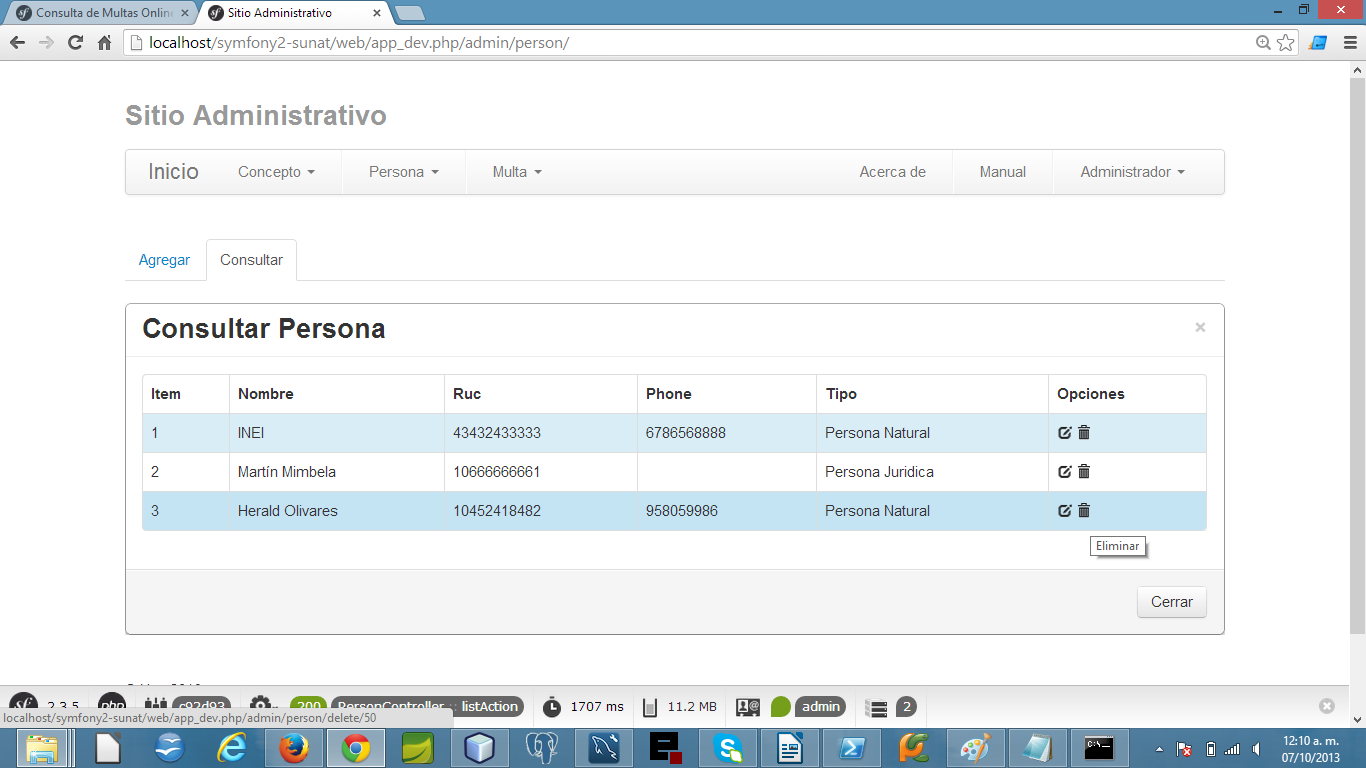 Consulta de Multas Online
Sitio Administrativo
localhost/symfony2-sunat/web/app_dev.php/admin/person/
Sitio Administrativo
Inicio Concepto Persona Multa Acerca de Manual Administrador
Agregar Consultar
Consultar Persona ×
Item Nombre Ruc Phone Tipo Opciones
1 INEI 43432433333 6786568888 Persona Natural
2 Martín Mimbela 10666666661 Persona Juridica
3 Herald Olivares 10452418482 958059986 Persona Natural
Eliminar
Cerrar
sf 2.3.5 php c92d93 200 PersonController :: listAction 1707 ms 11.2 MB admin 2
localhost/symfony2-sunat/web/app_dev.php/admin/person/delete/50
12:10 a. m.
07/10/2013